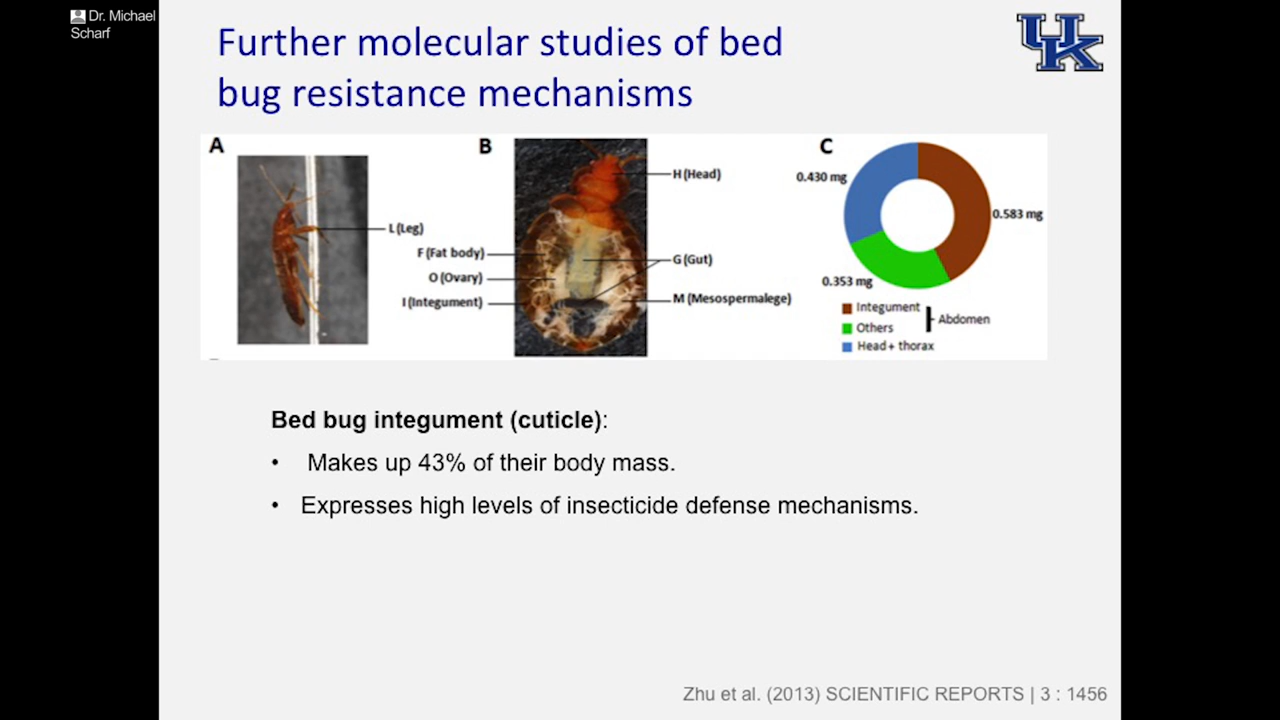 Dr. Michael
Scharf
Further molecular studies of bed
bug resistance mechanisms
UK
A
B
C
L (Leg)
F (Fat body)
O (Ovary)
I (Integument)
H (Head)
G (Gut)
M (Mesospermalege)
0.430 mg
0.583 mg
0.353 mg
Integument
Others
Abdomen
Head + thorax
Bed bug integument (cuticle):
• Makes up 43% of their body mass.
• Expresses high levels of insecticide defense mechanisms.
Zhu et al. (2013) SCIENTIFIC REPORTS | 3 : 1456